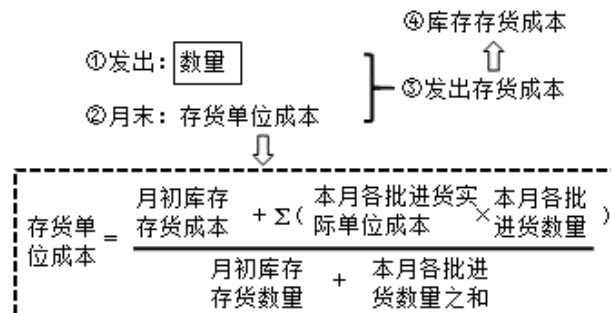 ④库存存货成本
①发出：数量
③发出存货成本
②月末：存货单位成本
存货单位成本 = 
月初库存 本月各批进货实 本月各批
存货成本 + Σ( 际单位成本 × 进货数量 )
月初库存 + 本月各批进
存货数量 货数量之和